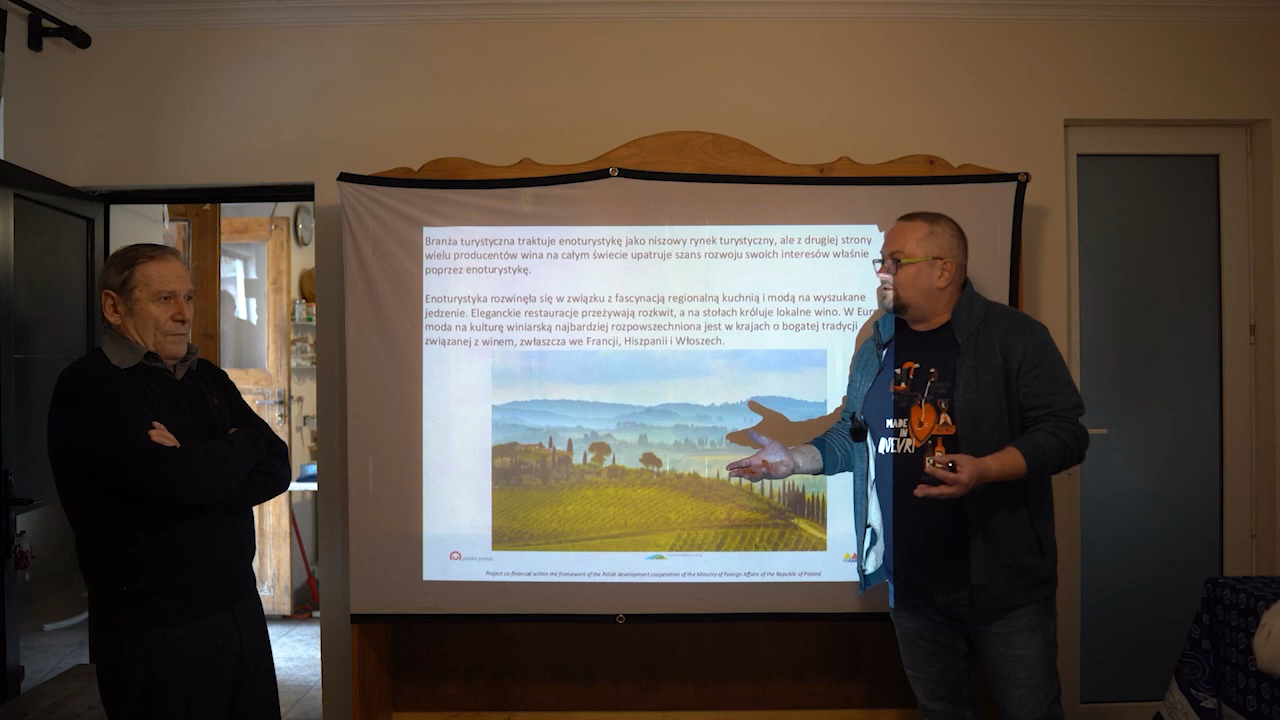 Branża turystyczna traktuje enoturystykę jako niszowy rynek turystyczny, ale z drugiej strony
wielu producentów wina na całym świecie upatruje szans rozwoju swoich interesów właśnie
poprzez enoturystykę.
Enoturystyka rozwinęła się w związku z fascynacją regionalną kuchnią i modą na wyszukane
jedzenie. Eleganckie restauracje przeżywają rozkwit, a na stołach króluje lokalne wino. W Eur
moda na kulturę winiarską najbardziej rozpowszechniona jest w krajach o bogatej tradycji
związanej z winem, zwłaszcza we Francji, Hiszpanii i Włoszech.
MADE
IN
QVEVRI
polska pomoc
Project co-financed within the framework of the Polish development cooperation of the Ministry of Foreign Affairs of the Republic of Poland